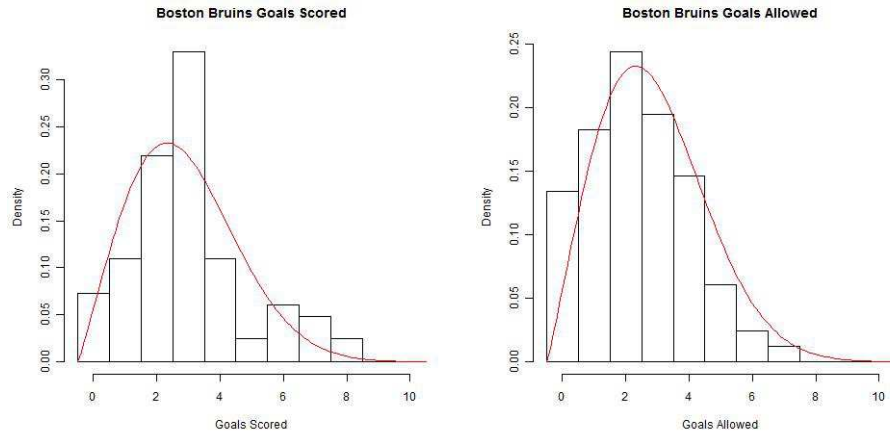 Boston Bruins Goals Scored
Density
0.00 0.05 0.10 0.15 0.20 0.25 0.30
0 2 4 6 8 10
Goals Scored
Boston Bruins Goals Allowed
Density
0.00 0.05 0.10 0.15 0.20 0.25
0 2 4 6 8 10
Goals Allowed